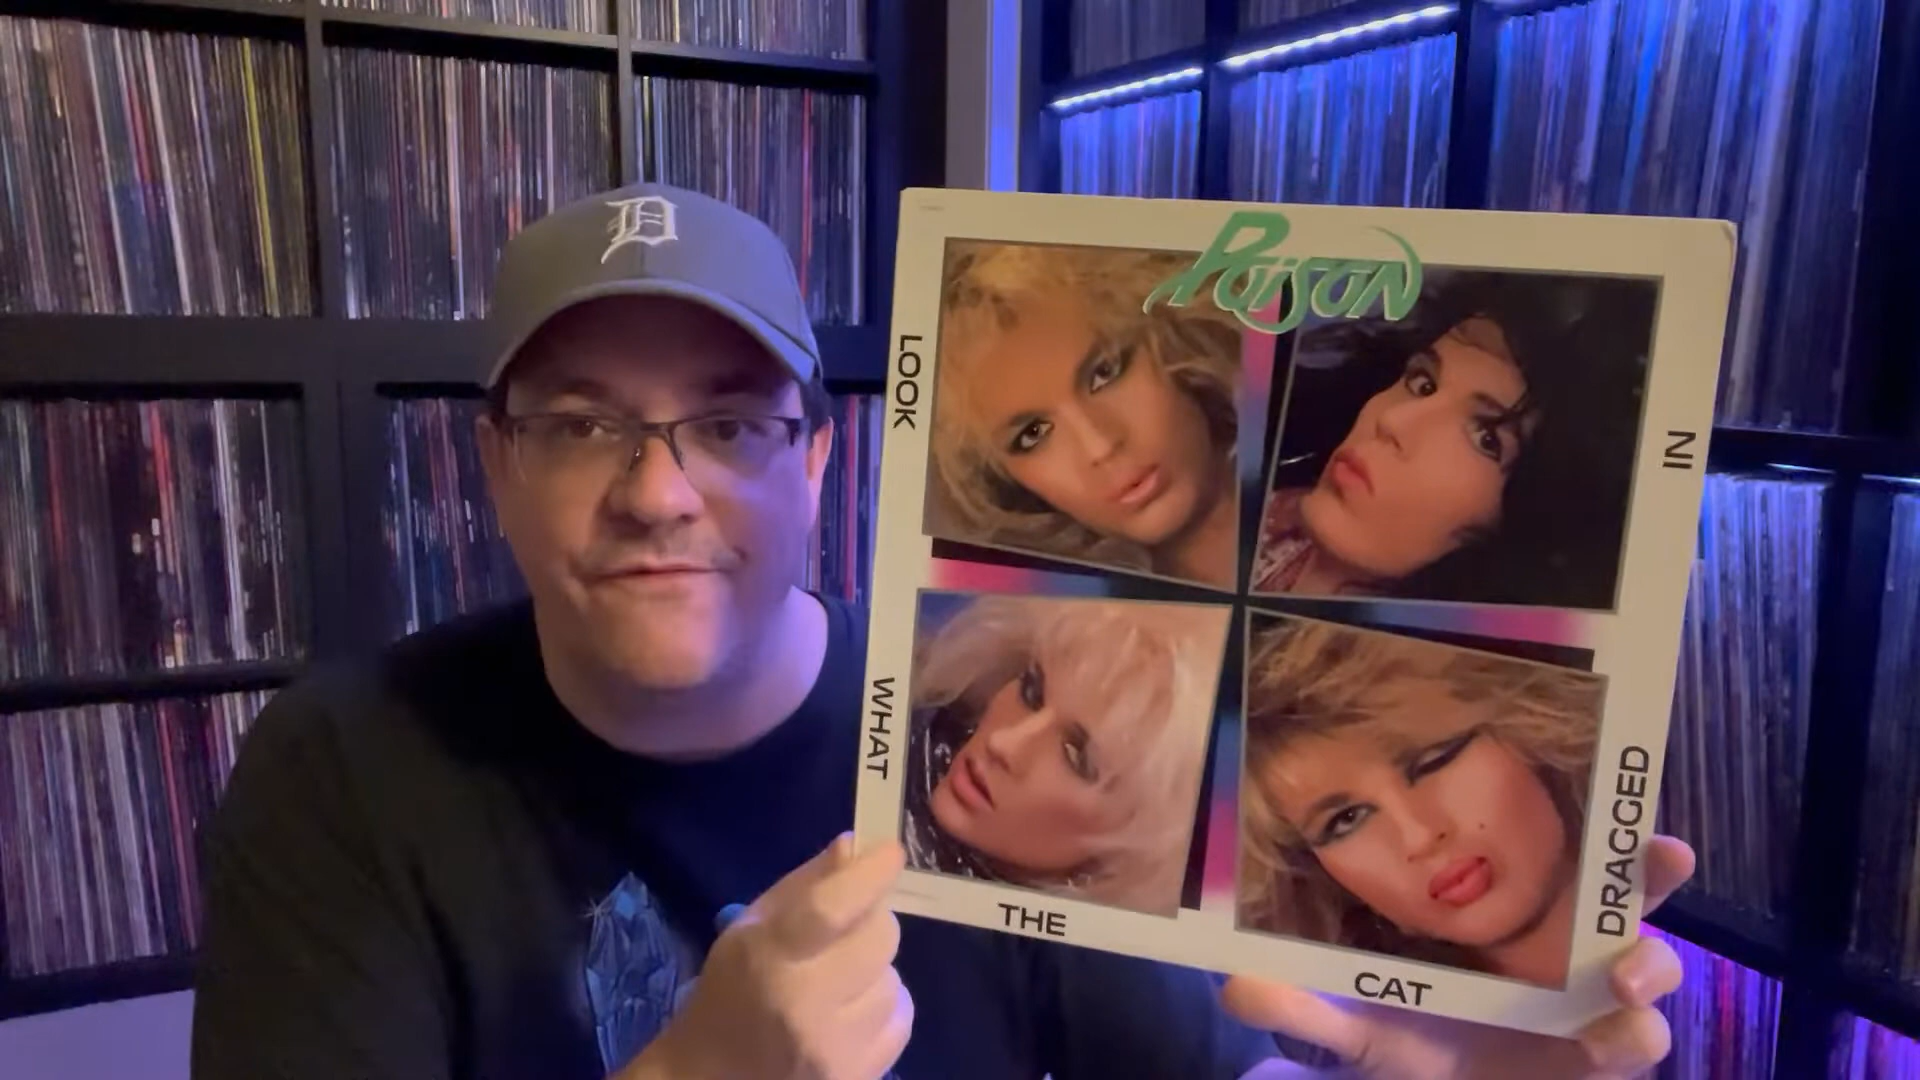 D
Poison
LOOK
WHAT
THE
CAT
DRAGGED
IN